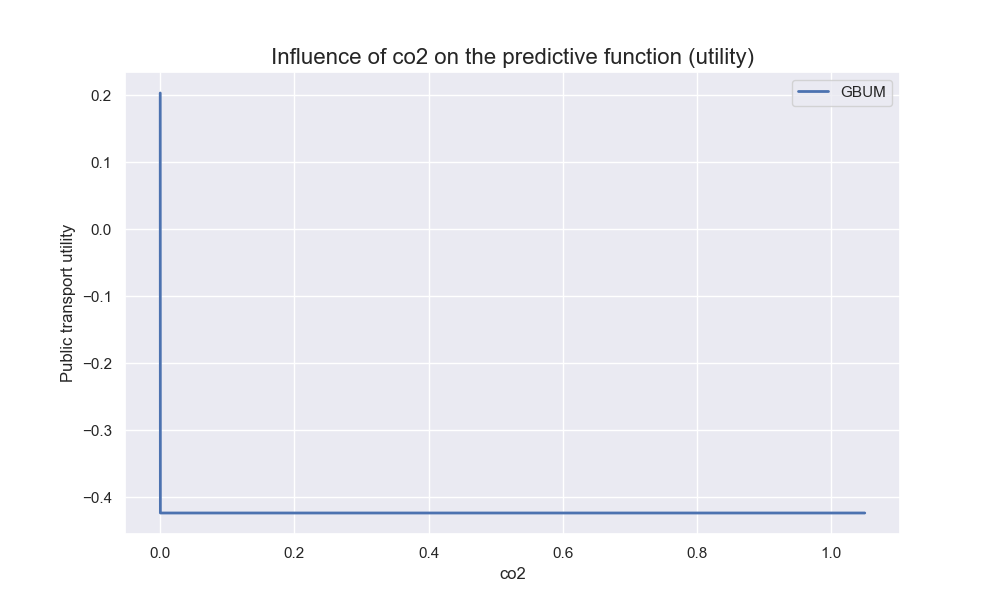 Influence of co2 on the predictive function (utility)
GBUM
0.2
0.1
0.0
−0.1
−0.2
−0.3
−0.4
Public transport utility
0.0 0.2 0.4 0.6 0.8 1.0
co2